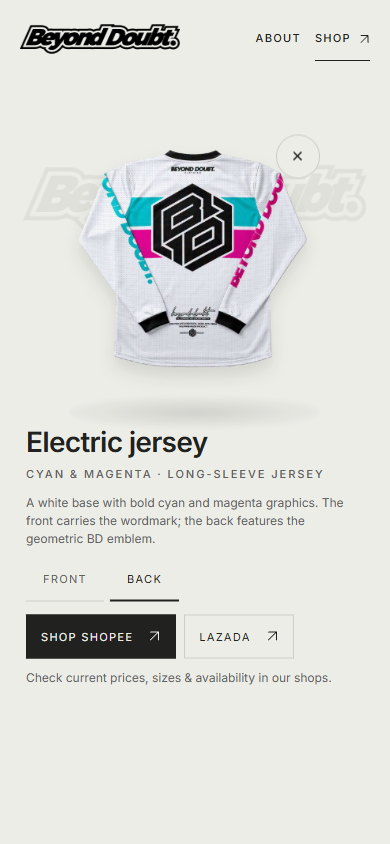 Beyond Doubt.
ABOUT SHOP
BEYOND DOUBT.
Electric jersey
CYAN & MAGENTA · LONG-SLEEVE JERSEY
A white base with bold cyan and magenta graphics. The
front carries the wordmark; the back features the
geometric BD emblem.
FRONT BACK
SHOP SHOPEE LAZADA
Check current prices, sizes & availability in our shops.